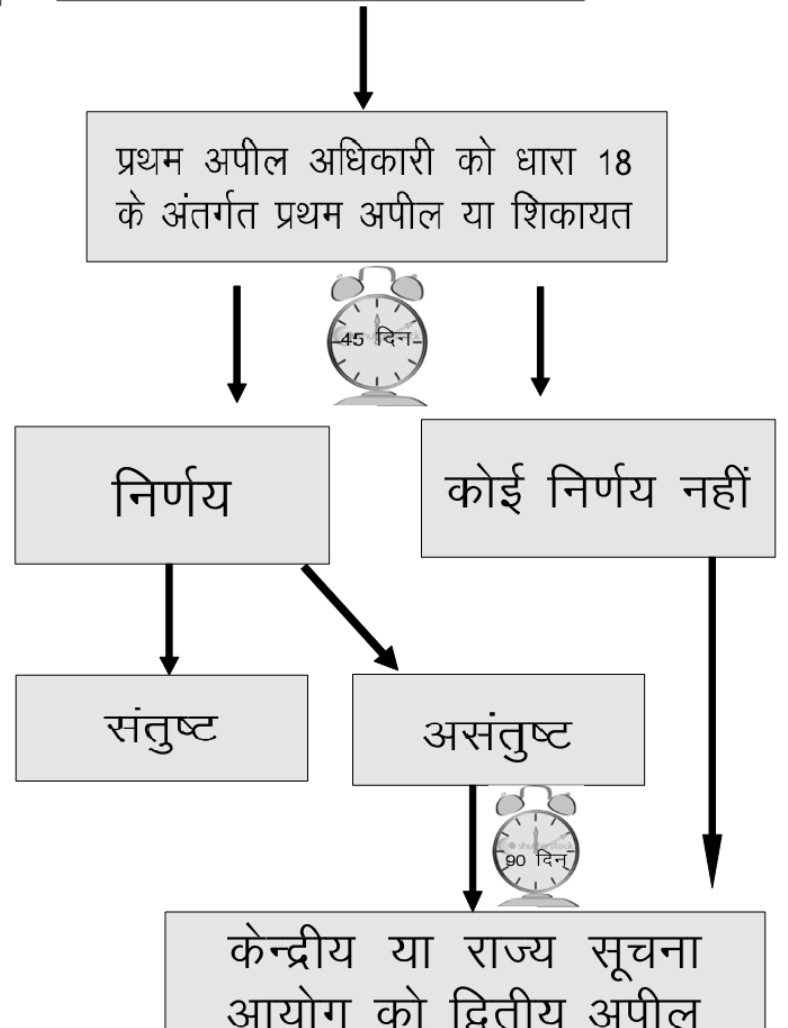 प्रथम अपील अधिकारी को धारा 18
के अंतर्गत प्रथम अपील या शिकायत
45 दिन
निर्णय
कोई निर्णय नहीं
संतुष्ट
असंतुष्ट
90 दिन
केन्द्रीय या राज्य सूचना
आयोग को द्वितीय अपील